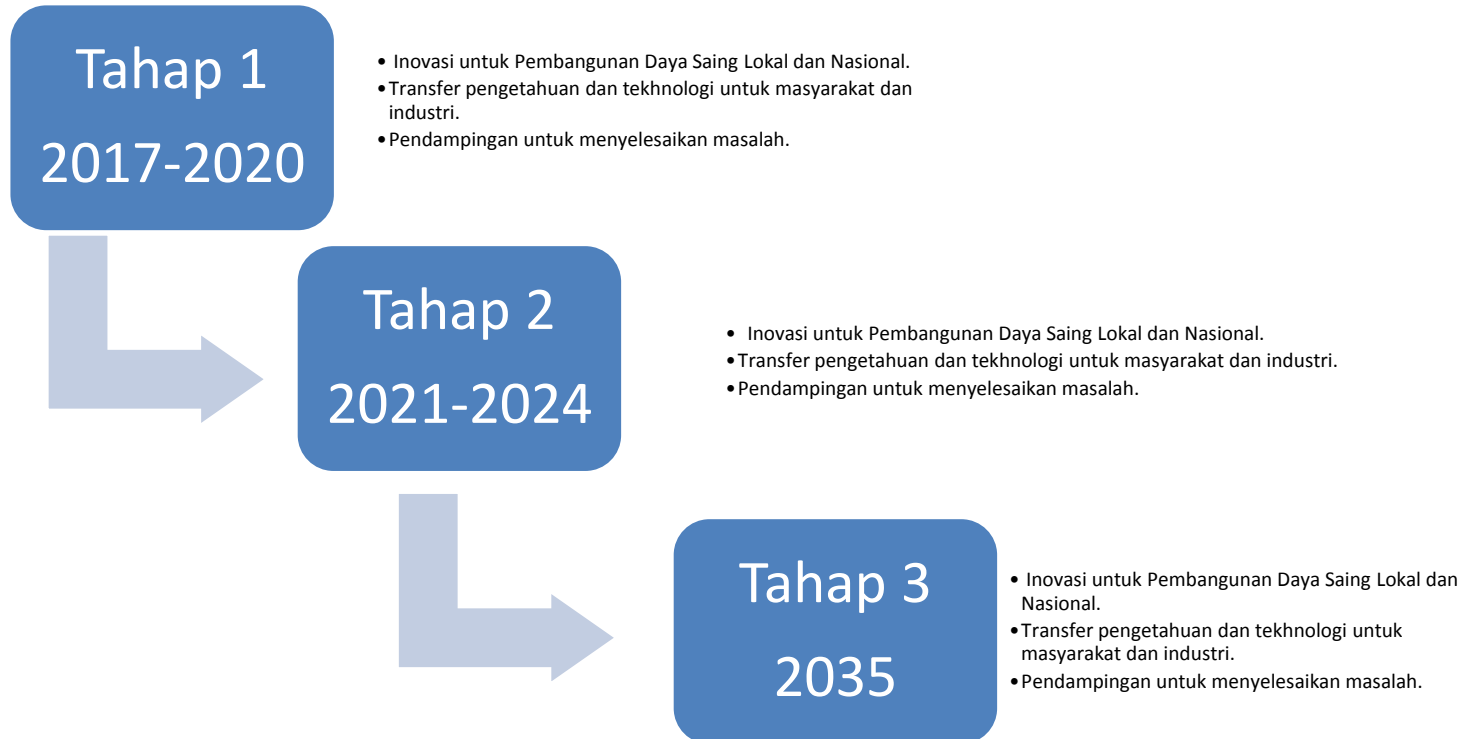 Tahap 1
2017-2020
• Inovasi untuk Pembangunan Daya Saing Lokal dan Nasional.
•Transfer pengetahuan dan tekhnologi untuk masyarakat dan
industri.
•Pendampingan untuk menyelesaikan masalah.
Tahap 2
2021-2024
• Inovasi untuk Pembangunan Daya Saing Lokal dan Nasional.
•Transfer pengetahuan dan tekhnologi untuk masyarakat dan industri.
•Pendampingan untuk menyelesaikan masalah.
Tahap 3
2035
• Inovasi untuk Pembangunan Daya Saing Lokal dan
Nasional.
•Transfer pengetahuan dan tekhnologi untuk
masyarakat dan industri.
•Pendampingan untuk menyelesaikan masalah.